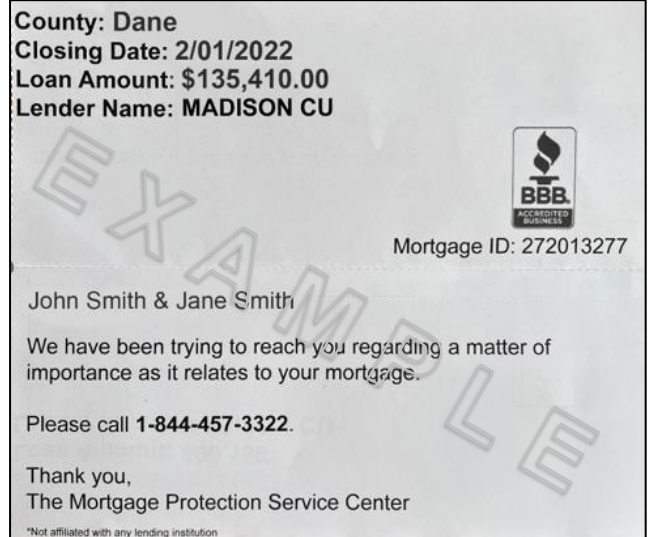 County: Dane
Closing Date: 2/01/2022
Loan Amount: $135,410.00
Lender Name: MADISON CU
BBB.
ACCREDITED
BUSINESS
Mortgage ID: 272013277
EXAMPLE
John Smith & Jane Smith
We have been trying to reach you regarding a matter of
importance as it relates to your mortgage.
Please call 1-844-457-3322.
Thank you,
The Mortgage Protection Service Center
*Not affiliated with any lending institution